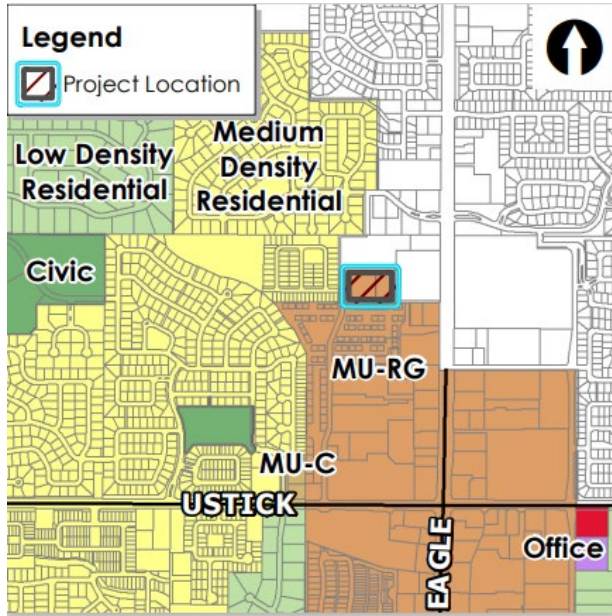 Legend
Project Location
Low Density
Residential
Medium
Density
Residential
Civic
MU-RG
MU-C
USTICK
EAGLE
Office